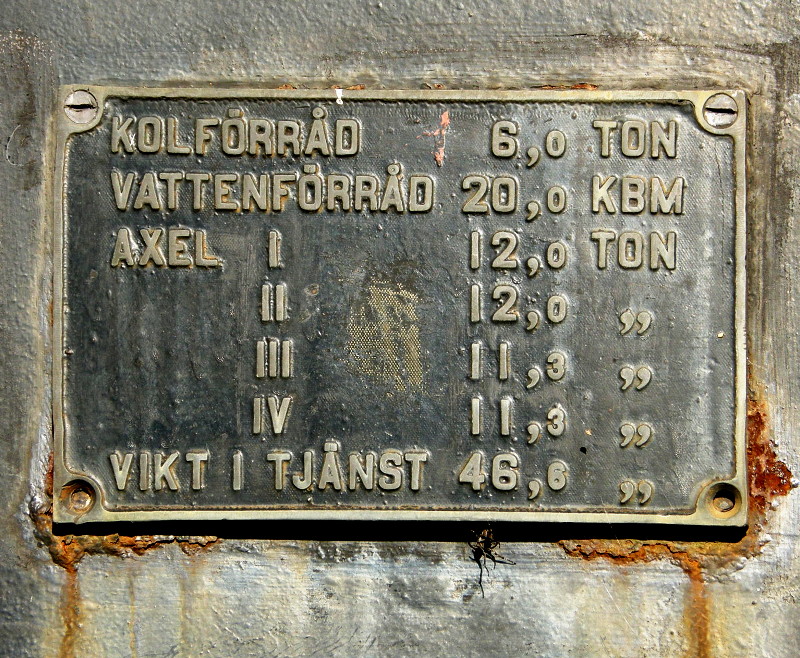 KOLFÖRRÅD 6,0 TON
VATTENFÖRRÅD 20,0 KBM
AXEL I 12,0 TON
II 12,0 „
III 11,3 „
IV 11,3 „
VIKT I TJÄNST 46,6 „